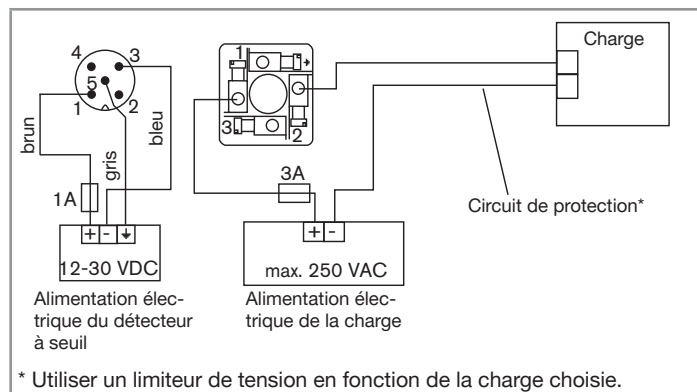 4
3
5
1
2
brun
gris
bleu
1A
+ - ⏚
12-30 VDC
Alimentation élec-
trique du détecteur
à seuil
1
3
2
3A
+ -
max. 250 VAC
Alimentation élec-
trique de la charge
Charge
Circuit de protection*
* Utiliser un limiteur de tension en fonction de la charge choisie.